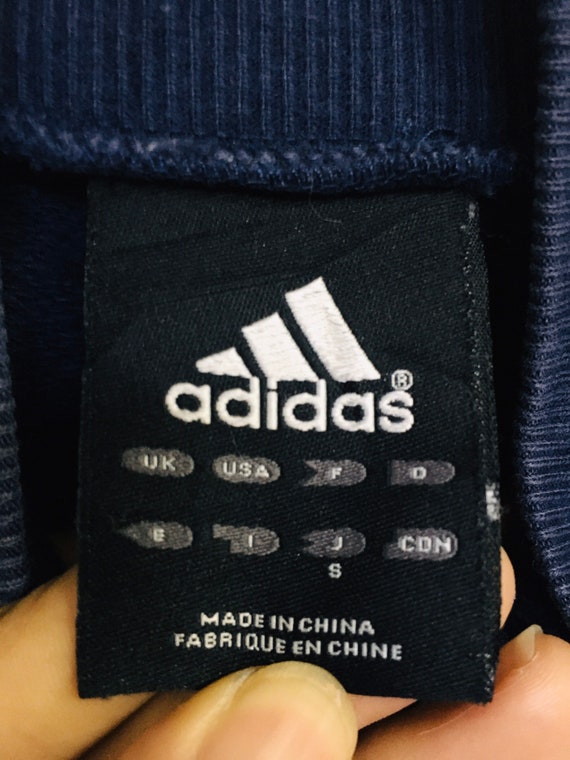 adidas®
UK USA F D
E I J CDN
S
MADE IN CHINA
FABRIQUE EN CHINE